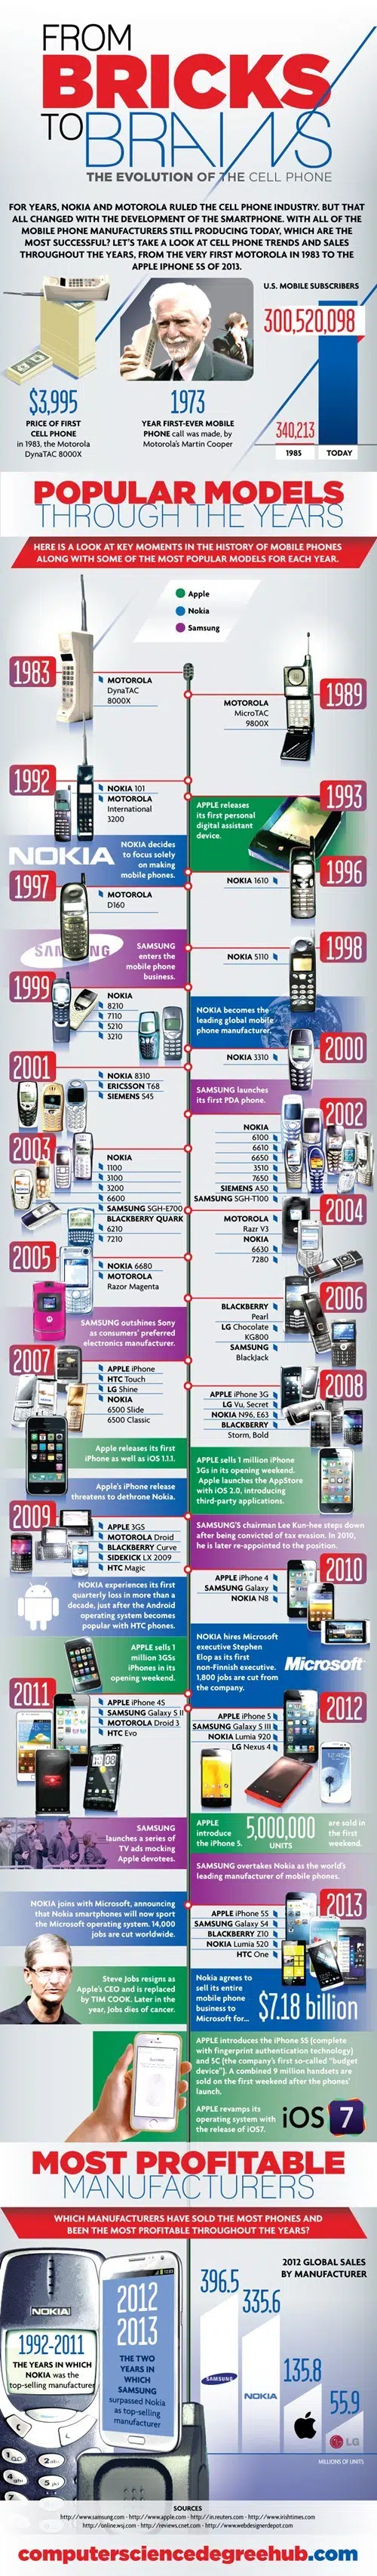 FROM
BRICKS
TO BRAINS
THE EVOLUTION OF THE CELL PHONE
FOR YEARS, NOKIA AND MOTOROLA RULED THE CELL PHONE INDUSTRY. BUT THAT
ALL CHANGED WITH THE DEVELOPMENT OF THE SMARTPHONE. WITH ALL OF THE
MOBILE PHONE MANUFACTURERS STILL PRODUCING TODAY, WHICH ARE THE
MOST SUCCESSFUL? LET'S TAKE A LOOK AT CELL PHONE TRENDS AND SALES
THROUGHOUT THE YEARS, FROM THE VERY FIRST MOTOROLA IN 1983 TO THE
APPLE IPHONE 5S OF 2013.
U.S. MOBILE SUBSCRIBERS
300,520,098
340,213
1985
TODAY
$3,995
PRICE OF FIRST
CELL PHONE
in 1983, the Motorola
DynaTAC 8000X
1973
YEAR FIRST-EVER MOBILE
PHONE call was made, by
Motorola's Martin Cooper
POPULAR MODELS
THROUGH THE YEARS
HERE IS A LOOK AT KEY MOMENTS IN THE HISTORY OF MOBILE PHONES
ALONG WITH SOME OF THE MOST POPULAR MODELS FOR EACH YEAR.
Apple
Nokia
Samsung
1983
MOTOROLA
DynaTAC
8000X
1989
MOTOROLA
MicroTAC
9800X
1992
NOKIA 101
MOTOROLA
International
3200
1993
APPLE releases
its first personal
digital assistant
device.
NOKIA
NOKIA decides
to focus solely
on making
mobile phones.
1996
NOKIA 1610
1997
MOTOROLA
D160
SAMSUNG
SAMSUNG
enters the
mobile phone
business.
1998
NOKIA 5110
1999
NOKIA
8210
7110
5210
3210
NOKIA becomes the
leading global mobile
phone manufacturer.
2000
NOKIA 3310
2001
NOKIA 8310
ERICSSON T68
SIEMENS S45
SAMSUNG launches
its first PDA phone.
2002
NOKIA
6100
6610
6650
3510
7650
SIEMENS A50
SAMSUNG SGH-T100
2003
NOKIA
1100
3100
3200
6600
SAMSUNG SGH-E700
BLACKBERRY QUARK
6210
7210
2004
MOTOROLA
Razr V3
NOKIA
6630
7280
2005
NOKIA 6680
MOTOROLA
Razor Magenta
2006
BLACKBERRY
Pearl
LG Chocolate
KG800
SAMSUNG
BlackJack
SAMSUNG outshines Sony
as consumers' preferred
electronics manufacturer.
2007
APPLE iPhone
HTC Touch
LG Shine
NOKIA
6500 Slide
6500 Classic
2008
APPLE iPhone 3G
LG Vu, Secret
NOKIA N96, E63
BLACKBERRY
Storm, Bold
Apple releases its first
iPhone as well as iOS 1.1.1.
APPLE sells 1 million iPhone
3Gs in its opening weekend.
Apple launches the AppStore
with iOS 2.0, introducing
third-party applications.
Apple's iPhone release
threatens to dethrone Nokia.
2009
APPLE 3GS
MOTOROLA Droid
BLACKBERRY Curve
SIDEKICK LX 2009
HTC Magic
SAMSUNG'S chairman Lee Kun-hee steps down
after being convicted of tax evasion. In 2010,
he is later re-appointed to the position.
2010
APPLE iPhone 4
SAMSUNG Galaxy
NOKIA N8
NOKIA experiences its first
quarterly loss in more than a
decade, just after the Android
operating system becomes
popular with HTC phones.
NOKIA hires Microsoft
executive Stephen
Elop as its first
non-Finnish executive.
1,800 jobs are cut from
the company.
Microsoft
APPLE sells 1
million 3GSs
iPhones in its
opening weekend.
2011
APPLE iPhone 4S
SAMSUNG Galaxy S II
MOTOROLA Droid 3
HTC Evo
2012
APPLE iPhone 5
SAMSUNG Galaxy S III
NOKIA Lumia 920
LG Nexus 4
SAMSUNG
launches a series of
TV ads mocking
Apple devotees.
APPLE
introduce
the iPhone 5.
5,000,000
UNITS
are sold in
the first
weekend.
SAMSUNG overtakes Nokia as the world's
leading manufacturer of mobile phones.
NOKIA joins with Microsoft, announcing
that Nokia smartphones will now sport
the Microsoft operating system. 14,000
jobs are cut worldwide.
2013
APPLE iPhone 5S
SAMSUNG Galaxy S4
BLACKBERRY Z10
NOKIA Lumia 520
HTC One
Steve Jobs resigns as
Apple's CEO and is replaced
by TIM COOK. Later in the
year, Jobs dies of cancer.
Nokia agrees to
sell its entire
mobile phone
business to
Microsoft for...
$7.18 billion
APPLE introduces the iPhone 5S (complete
with fingerprint authentication technology)
and 5C (the company's first so-called "budget
device"). A combined 9 million handsets are
sold on the first weekend after the phones'
launch.
APPLE revamps its
operating system with
the release of iOS7.
iOS 7
MOST PROFITABLE
MANUFACTURERS
WHICH MANUFACTURERS HAVE SOLD THE MOST PHONES AND
BEEN THE MOST PROFITABLE THROUGHOUT THE YEARS?
NOKIA
1992-2011
THE YEARS IN WHICH
NOKIA was the
top-selling manufacturer
2012
2013
THE TWO
YEARS IN
WHICH
SAMSUNG
surpassed Nokia
as top-selling
manufacturer
2012 GLOBAL SALES
BY MANUFACTURER
396.5
335.6
135.8
55.9
SAMSUNG
NOKIA
LG
MILLIONS OF UNITS
SOURCES
http://www.samsung.com - http://www.apple.com - http://in.reuters.com - http://www.irishtimes.com
http://online.wsj.com - http://reviews.cnet.com - http://www.webdesignerdepot.com
computersciencedegreehub.com